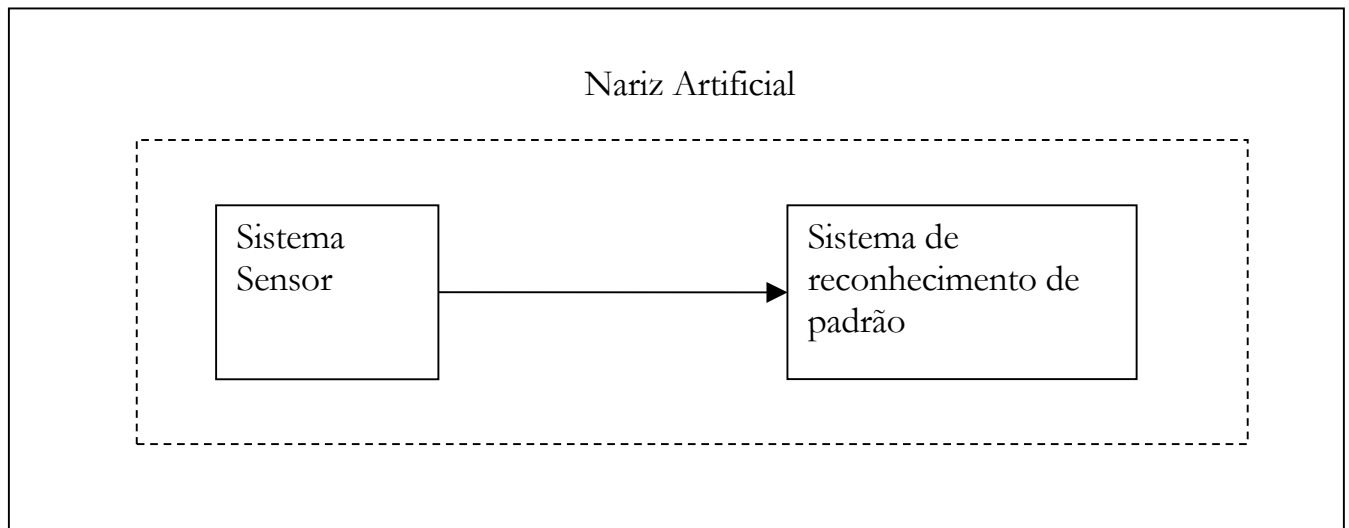 Nariz Artificial
Sistema
Sensor
Sistema de
reconhecimento de
padrão